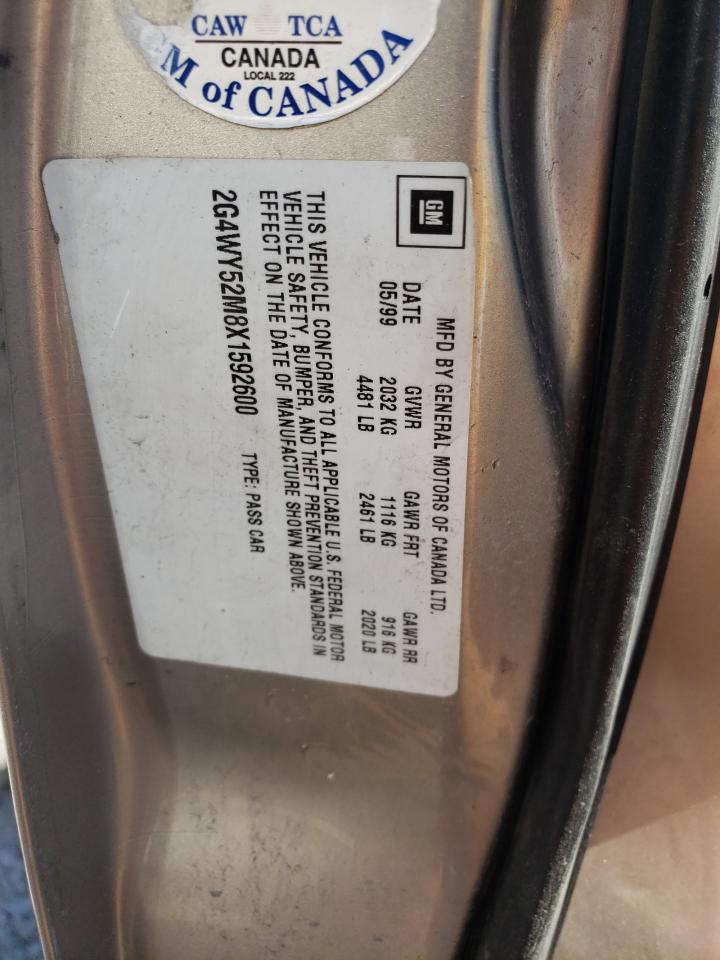 CAW TCA
CANADA
LOCAL 222
GM of CANADA
GM
MFD BY GENERAL MOTORS OF CANADA LTD.
DATE GVWR GAWR FRT GAWR RR
05/99 2032 KG 1116 KG 916 KG
4481 LB 2461 LB 2020 LB
THIS VEHICLE CONFORMS TO ALL APPLICABLE U.S. FEDERAL MOTOR
VEHICLE SAFETY, BUMPER, AND THEFT PREVENTION STANDARDS IN
EFFECT ON THE DATE OF MANUFACTURE SHOWN ABOVE.
2G4WY52M8X1592600 TYPE: PASS CAR